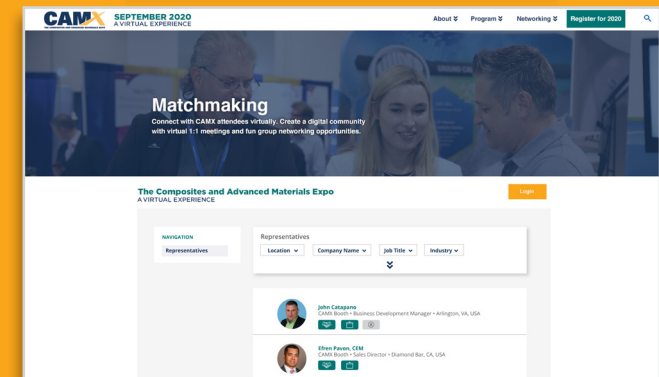 CAMX
THE COMPOSITES AND ADVANCED MATERIALS EXPO
SEPTEMBER 2020
A VIRTUAL EXPERIENCE
About Program Networking Register for 2020
Matchmaking
Connect with CAMX attendees virtually. Create a digital community
with virtual 1:1 meetings and fun group networking opportunities.
The Composites and Advanced Materials Expo
A VIRTUAL EXPERIENCE
Login
NAVIGATION
Representatives
Representatives
Location Company Name Job Title Industry
John Catapano
CAMX Booth • Business Development Manager • Arlington, VA, USA
Efren Pavon, CEM
CAMX Booth • Sales Director • Diamond Bar, CA, USA